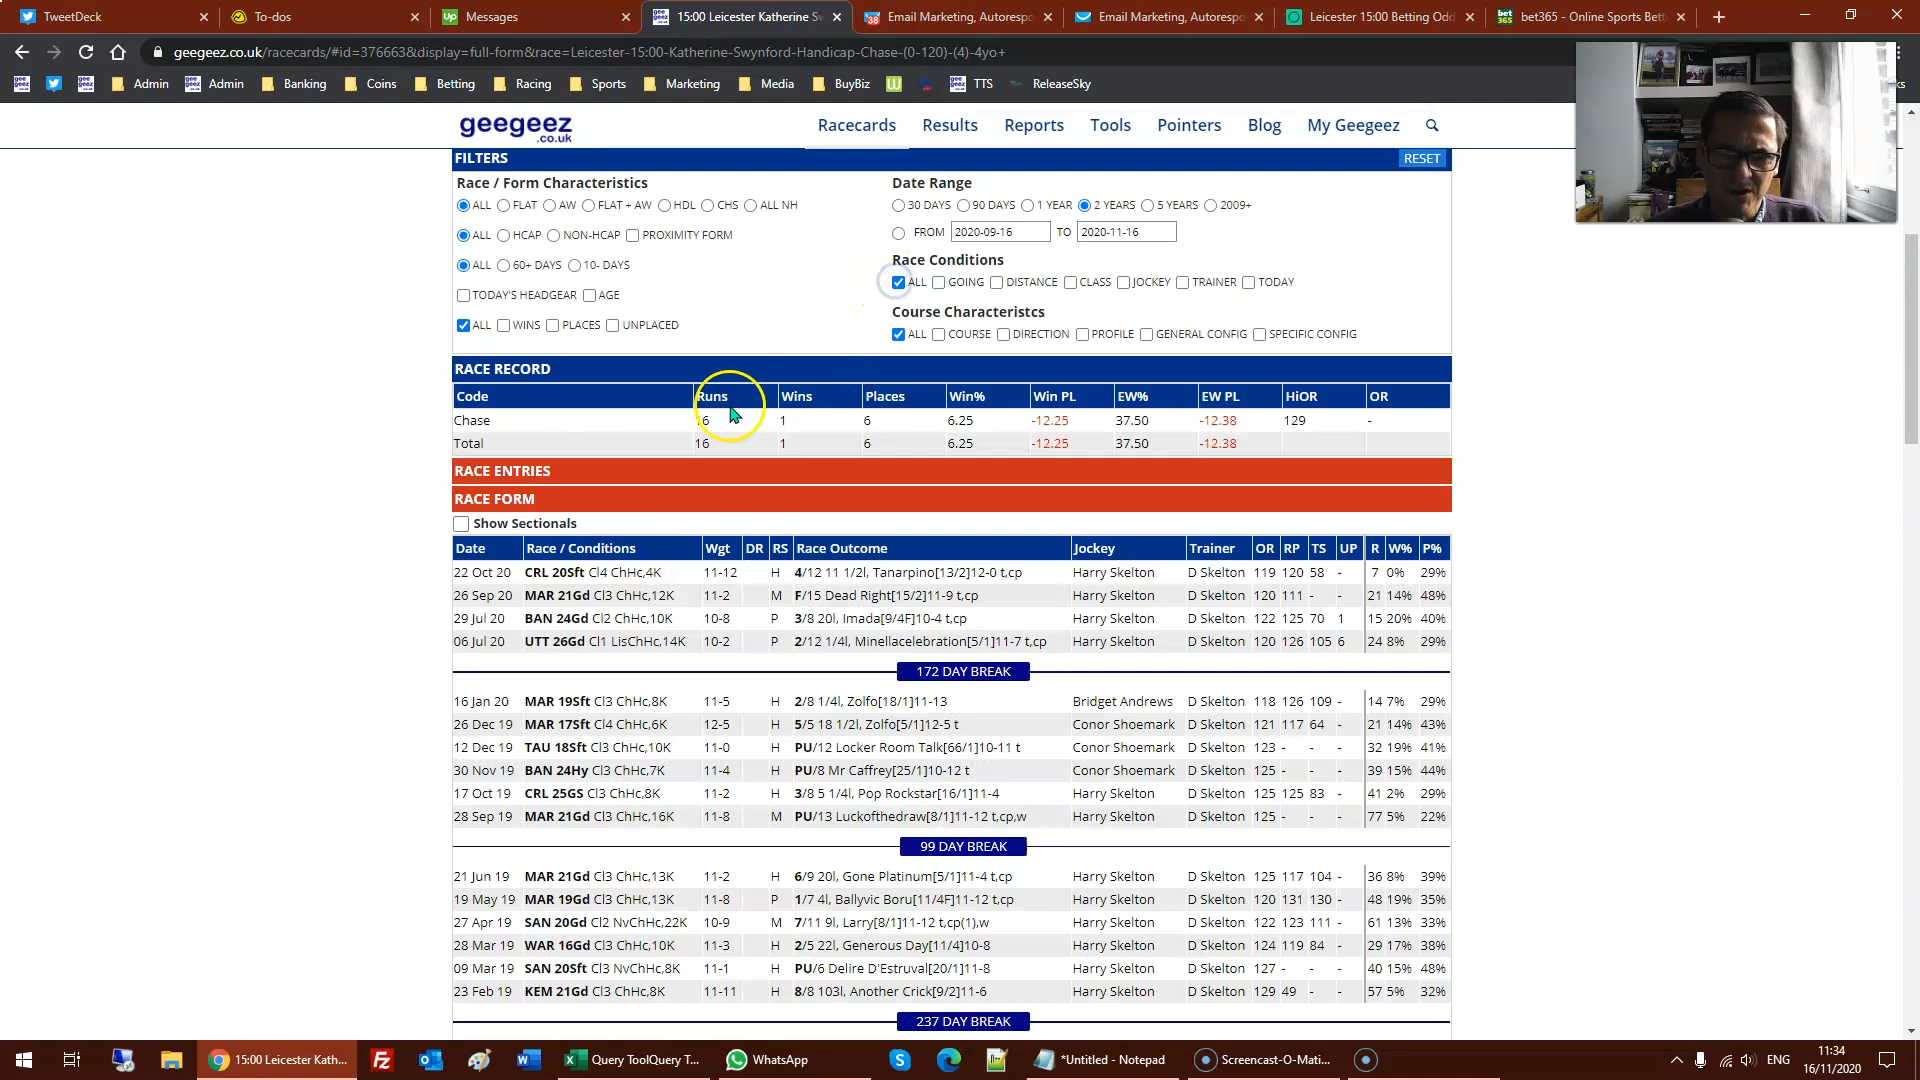 TweetDeck To-dos Messages 15:00 Leicester Katherine Sw Email Marketing, Autorespo Email Marketing, Autorespo Leicester 15:00 Betting Odd bet365 - Online Sports Bett
geegeez.co.uk/racecards/#id=376663&display=full-form&race=Leicester-15:00-Katherine-Swynford-Handicap-Chase-(0-120)-(4)-4yo+
Admin Admin Banking Coins Betting Racing Sports Marketing Media BuyBiz TTS ReleaseSky
geegeez.co.uk Racecards Results Reports Tools Pointers Blog My Geegeez
FILTERS RESET
Race / Form Characteristics Date Range
ALL FLAT AW FLAT + AW HDL CHS ALL NH 30 DAYS 90 DAYS 1 YEAR 2 YEARS 5 YEARS 2009+
ALL HCAP NON-HCAP PROXIMITY FORM FROM 2020-09-16 TO 2020-11-16
Race Conditions
ALL 60+ DAYS 10- DAYS
ALL GOING DISTANCE CLASS JOCKEY TRAINER TODAY
TODAY'S HEADGEAR AGE
Course Characteristcs
ALL WINS PLACES UNPLACED ALL COURSE DIRECTION PROFILE GENERAL CONFIG SPECIFIC CONFIG
RACE RECORD
Code Runs Wins Places Win% Win PL EW% EW PL HiOR OR
Chase 16 1 6 6.25 -12.25 37.50 -12.38 129 -
Total 16 1 6 6.25 -12.25 37.50 -12.38
RACE ENTRIES
RACE FORM
Show Sectionals
Date Race / Conditions Wgt DR RS Race Outcome Jockey Trainer OR RP TS UP R W% P%
22 Oct 20 CRL 20Sft Cl4 ChHc,4K 11-12 H 4/12 11 1/2l, Tanarpino[13/2]12-0 t,cp Harry Skelton D Skelton 119 120 58 - 7 0% 29%
26 Sep 20 MAR 21Gd Cl3 ChHc,12K 11-2 M F/15 Dead Right[15/2]11-9 t,cp Harry Skelton D Skelton 120 111 - - 21 14% 48%
29 Jul 20 BAN 24Gd Cl2 ChHc,10K 10-8 P 3/8 20l, Imada[9/4F]10-4 t,cp Harry Skelton D Skelton 122 125 70 1 15 20% 40%
06 Jul 20 UTT 26Gd Cl1 LisChHc,14K 10-2 P 2/12 1/4l, Minellacelebration[5/1]11-7 t,cp Harry Skelton D Skelton 120 126 105 6 24 8% 29%
172 DAY BREAK
16 Jan 20 MAR 19Sft Cl3 ChHc,8K 11-5 H 2/8 1/4l, Zolfo[18/1]11-13 Bridget Andrews D Skelton 118 126 109 - 14 7% 29%
26 Dec 19 MAR 17Sft Cl4 ChHc,6K 12-5 H 5/5 18 1/2l, Zolfo[5/1]12-5 t Conor Shoemark D Skelton 121 117 64 - 21 14% 43%
12 Dec 19 TAU 18Sft Cl3 ChHc,10K 11-0 H PU/12 Locker Room Talk[66/1]10-11 t Conor Shoemark D Skelton 123 - - - 32 19% 41%
30 Nov 19 BAN 24Hy Cl3 ChHc,7K 11-4 H PU/8 Mr Caffrey[25/1]10-12 t Conor Shoemark D Skelton 125 - - - 39 15% 44%
17 Oct 19 CRL 25GS Cl3 ChHc,8K 11-2 H 3/8 5 1/4l, Pop Rockstar[16/1]11-4 Harry Skelton D Skelton 125 125 83 - 41 2% 29%
28 Sep 19 MAR 21Gd Cl3 ChHc,16K 11-8 M PU/13 Luckofthedraw[8/1]11-12 t,cp,w Harry Skelton D Skelton 125 - - - 77 5% 22%
99 DAY BREAK
21 Jun 19 MAR 21Gd Cl3 ChHc,13K 11-2 H 6/9 20l, Gone Platinum[5/1]11-4 t,cp Harry Skelton D Skelton 125 117 104 - 36 8% 39%
19 May 19 MAR 19Gd Cl3 ChHc,13K 11-8 P 1/7 4l, Ballyvic Boru[11/4F]11-12 t,cp Harry Skelton D Skelton 120 131 130 - 48 19% 35%
27 Apr 19 SAN 20Gd Cl2 NvChHc,22K 10-9 M 7/11 9l, Larry[8/1]11-12 t,cp(1),w Harry Skelton D Skelton 122 123 111 - 61 13% 33%
28 Mar 19 WAR 16Gd Cl3 ChHc,10K 11-3 H 2/5 22l, Generous Day[11/4]10-8 Harry Skelton D Skelton 124 119 84 - 29 17% 38%
09 Mar 19 SAN 20Sft Cl3 NvChHc,8K 11-1 H PU/6 Delire D'Estruval[20/1]11-8 Harry Skelton D Skelton 127 - - - 40 15% 48%
23 Feb 19 KEM 21Gd Cl3 ChHc,8K 11-11 H 8/8 103l, Another Crick[9/2]11-6 Harry Skelton D Skelton 129 49 - - 57 5% 32%
237 DAY BREAK
15:00 Leicester Kath... Query ToolQuery T... WhatsApp *Untitled - Notepad Screencast-O-Mati... ENG 11:34
16/11/2020